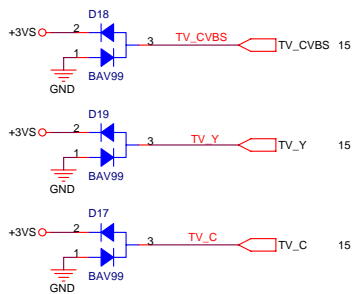 D18
+3VS 2 3 TV_CVBS TV_CVBS 15
1
GND BAV99
D19
+3VS 2 3 TV_Y TV_Y 15
1
GND BAV99
D17
+3VS 2 3 TV_C TV_C 15
1
GND BAV99